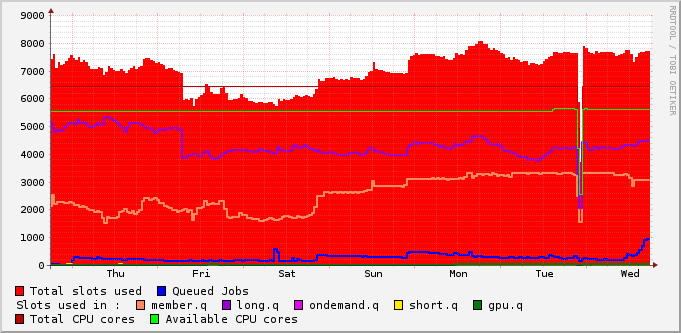 RRDTOOL / TOBI OETIKER
9000
8000
7000
6000
5000
4000
3000
2000
1000
0
Thu Fri Sat Sun Mon Tue Wed
Total slots used Queued Jobs
Slots used in : member.q long.q ondemand.q short.q gpu.q
Total CPU cores Available CPU cores